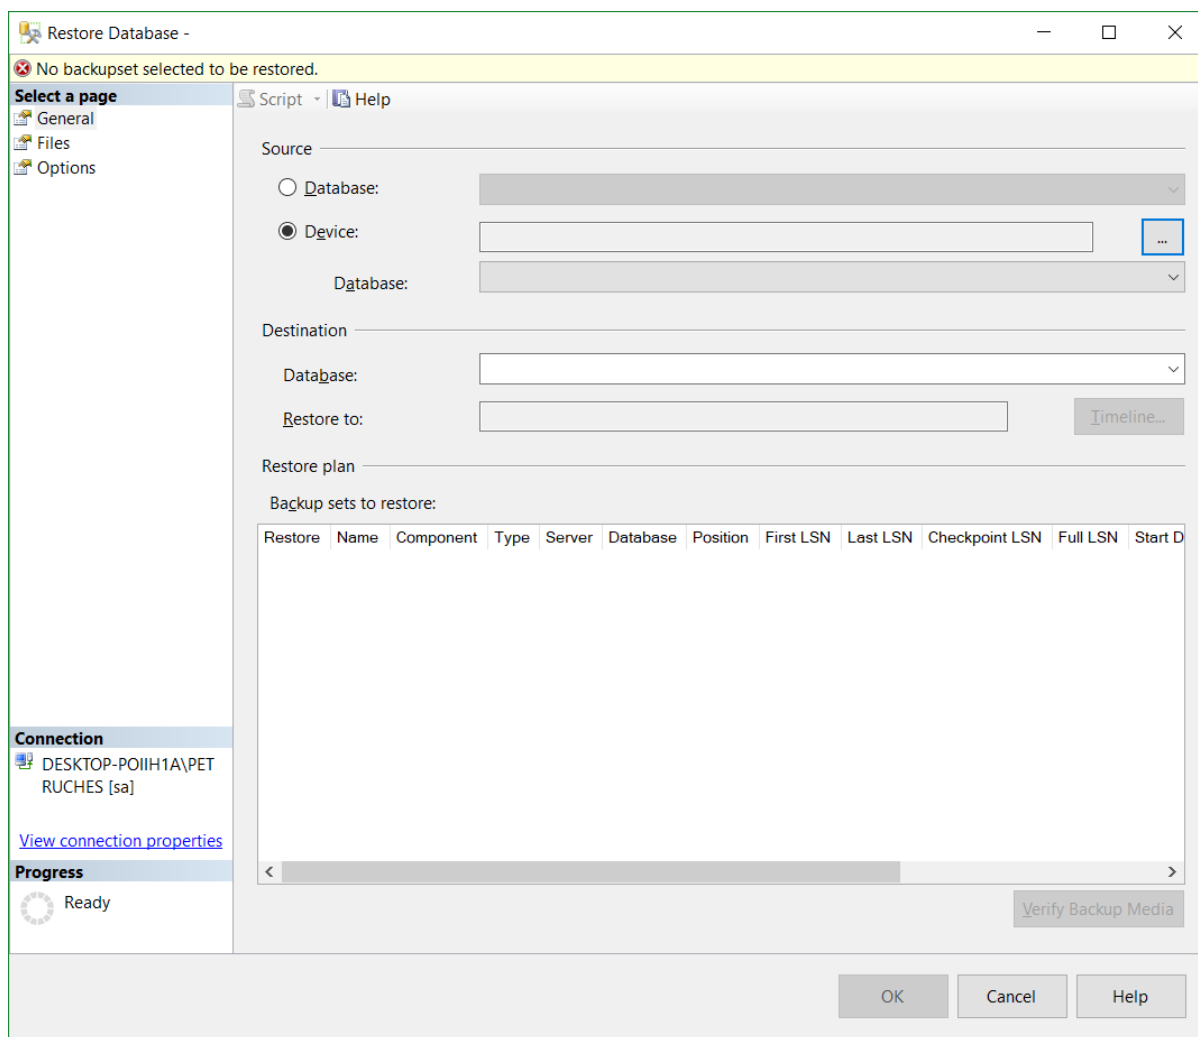 Restore Database -
No backupset selected to be restored.
Select a page
General
Files
Options
Script
Help
Source
Database:
Device:
...
Database:
Destination
Database:
Restore to:
Timeline...
Restore plan
Backup sets to restore:
Restore Name Component Type Server Database Position First LSN Last LSN Checkpoint LSN Full LSN Start D
Connection
DESKTOP-POIIH1A\PET
RUCHES [sa]
View connection properties
Progress
Ready
Verify Backup Media
OK Cancel Help